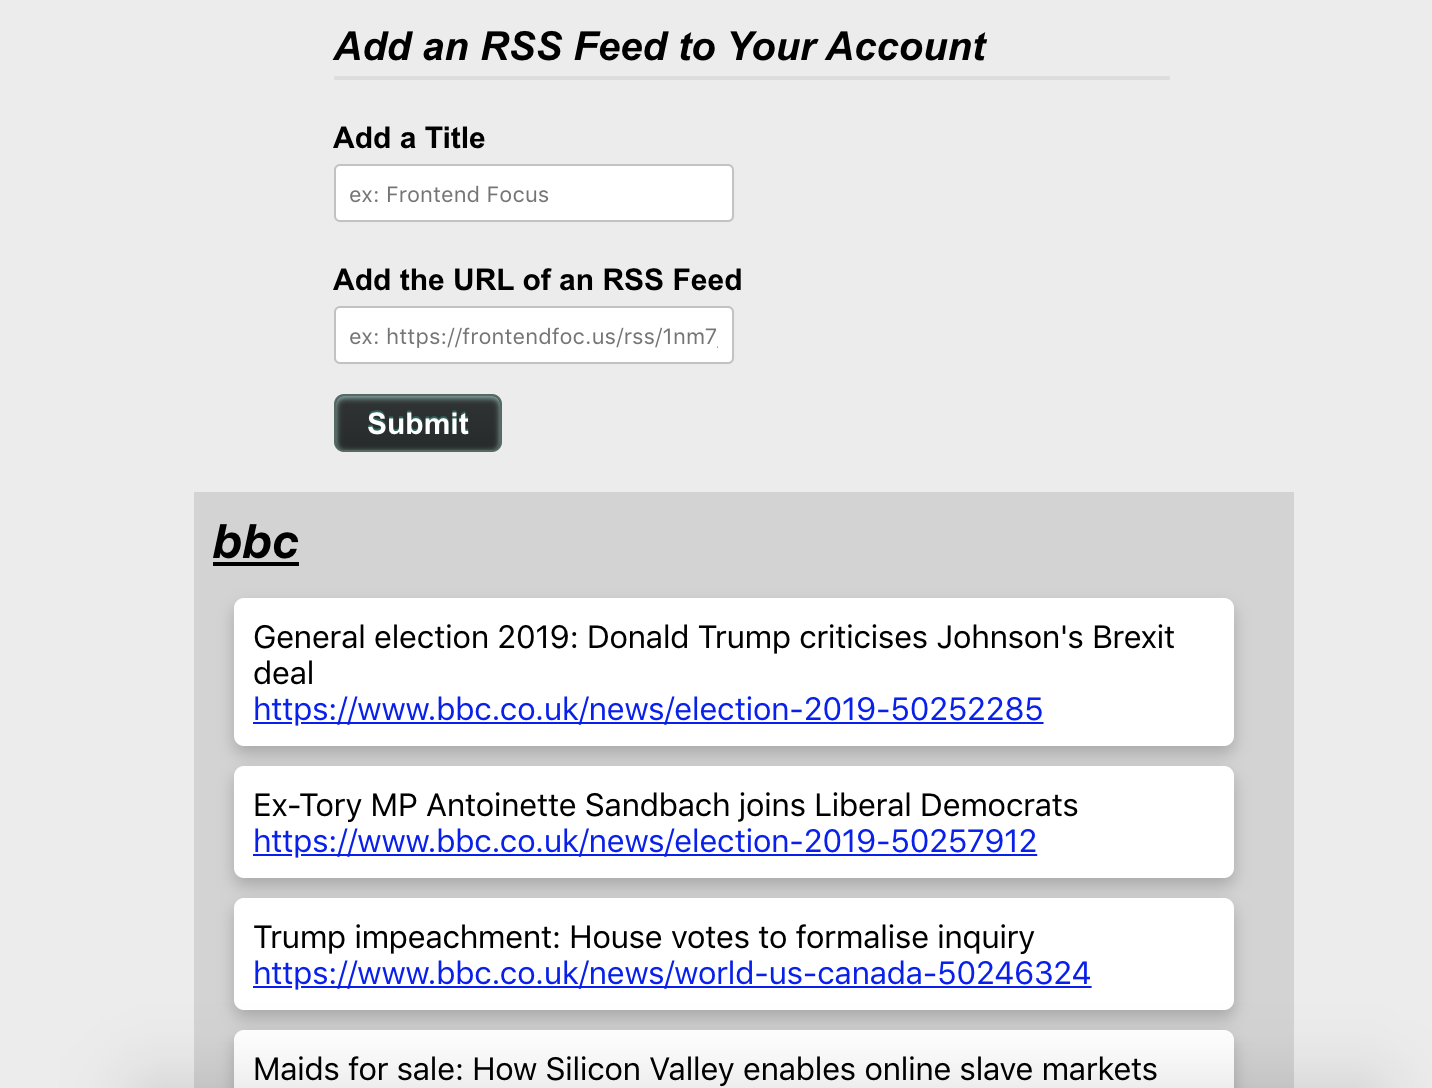 Add an RSS Feed to Your Account
Add a Title
ex: Frontend Focus
Add the URL of an RSS Feed
ex: https://frontendfoc.us/rss/1nm7
Submit
bbc
General election 2019: Donald Trump criticises Johnson's Brexit
deal
https://www.bbc.co.uk/news/election-2019-50252285
Ex-Tory MP Antoinette Sandbach joins Liberal Democrats
https://www.bbc.co.uk/news/election-2019-50257912
Trump impeachment: House votes to formalise inquiry
https://www.bbc.co.uk/news/world-us-canada-50246324
Maids for sale: How Silicon Valley enables online slave markets